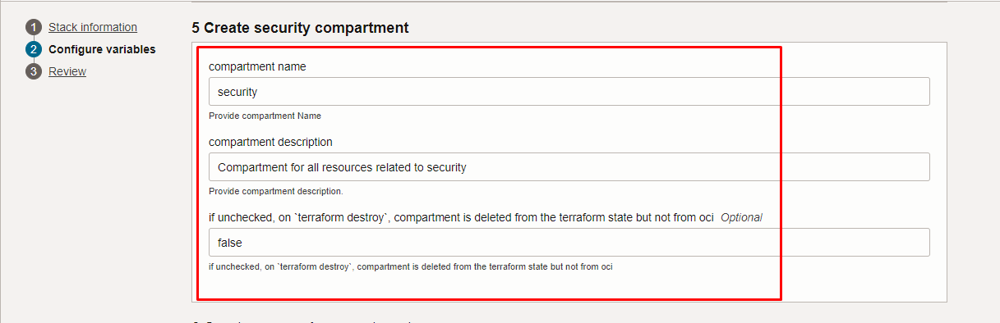 1 Stack information
2 Configure variables
3 Review
5 Create security compartment
compartment name
security
Provide compartment Name
compartment description
Compartment for all resources related to security
Provide compartment description.
if unchecked, on `terraform destroy`, compartment is deleted from the terraform state but not from oci Optional
false
if unchecked, on `terraform destroy`, compartment is deleted from the terraform state but not from oci